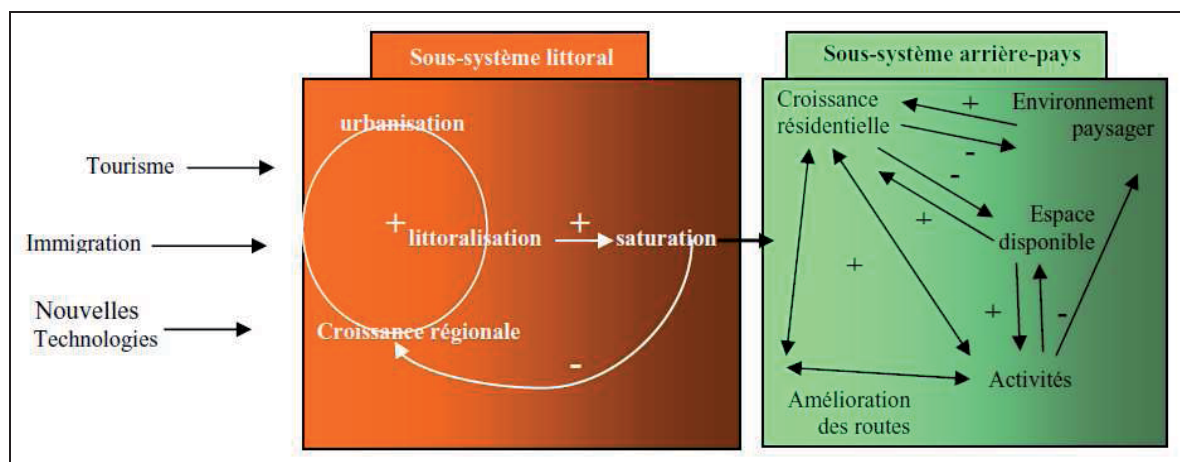 Sous-système littoral
Sous-système arrière-pays
Tourisme
Immigration
Nouvelles
Technologies
urbanisation
+
littoralisation
+
saturation
Croissance régionale
-
Croissance
résidentielle
+
Environnement
paysager
-
-
+
Espace
disponible
+
+
-
Activités
Amélioration
des routes